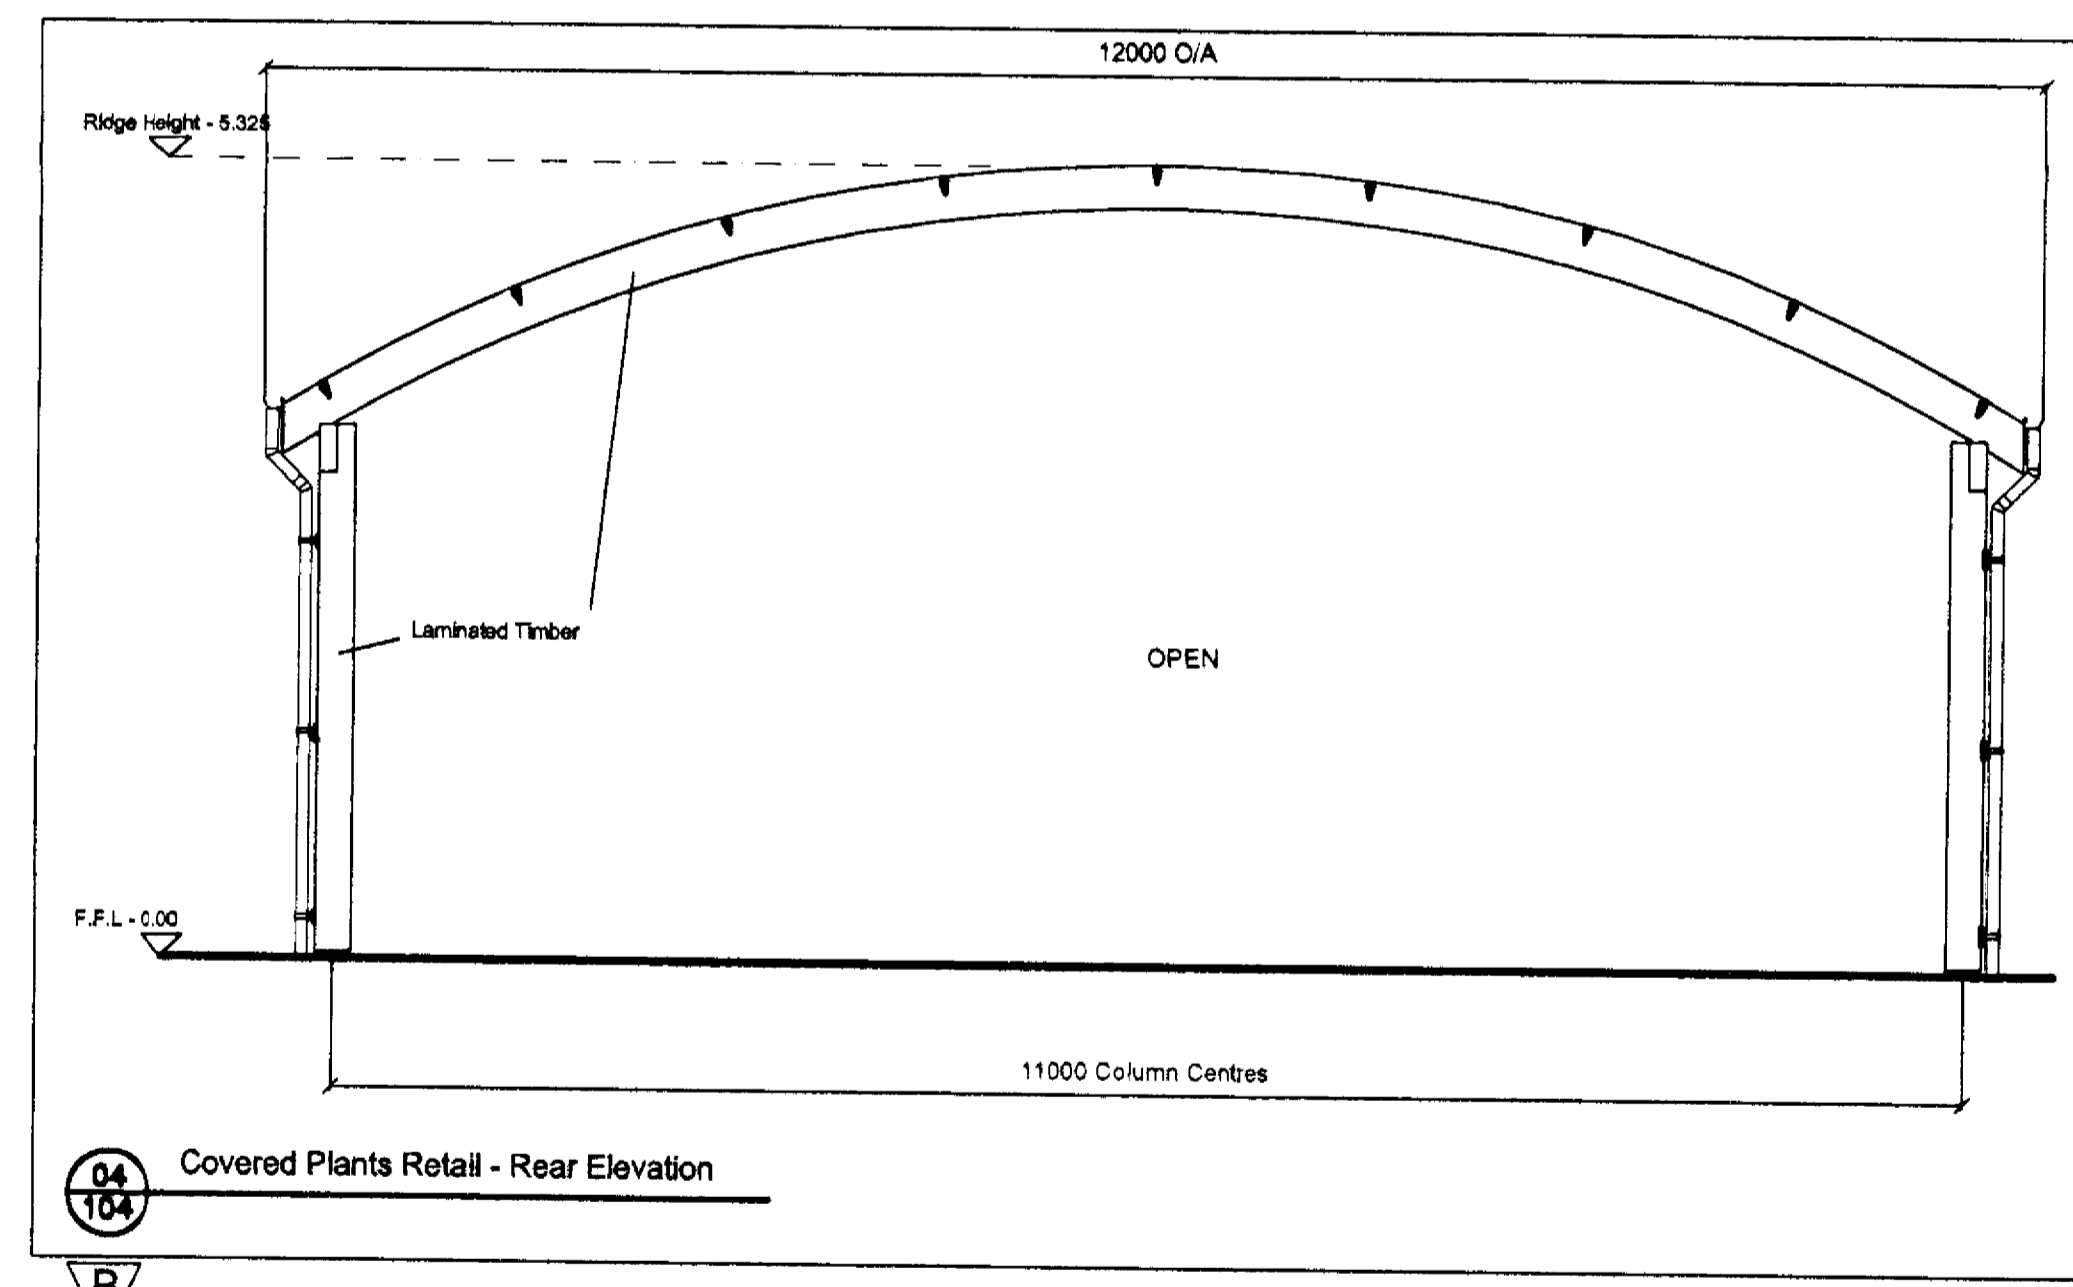 12000 O/A
Ridge Height - 5.325
Laminated Timber
OPEN
F.F.L - 0.00
11000 Column Centres
04
104
Covered Plants Retail - Rear Elevation